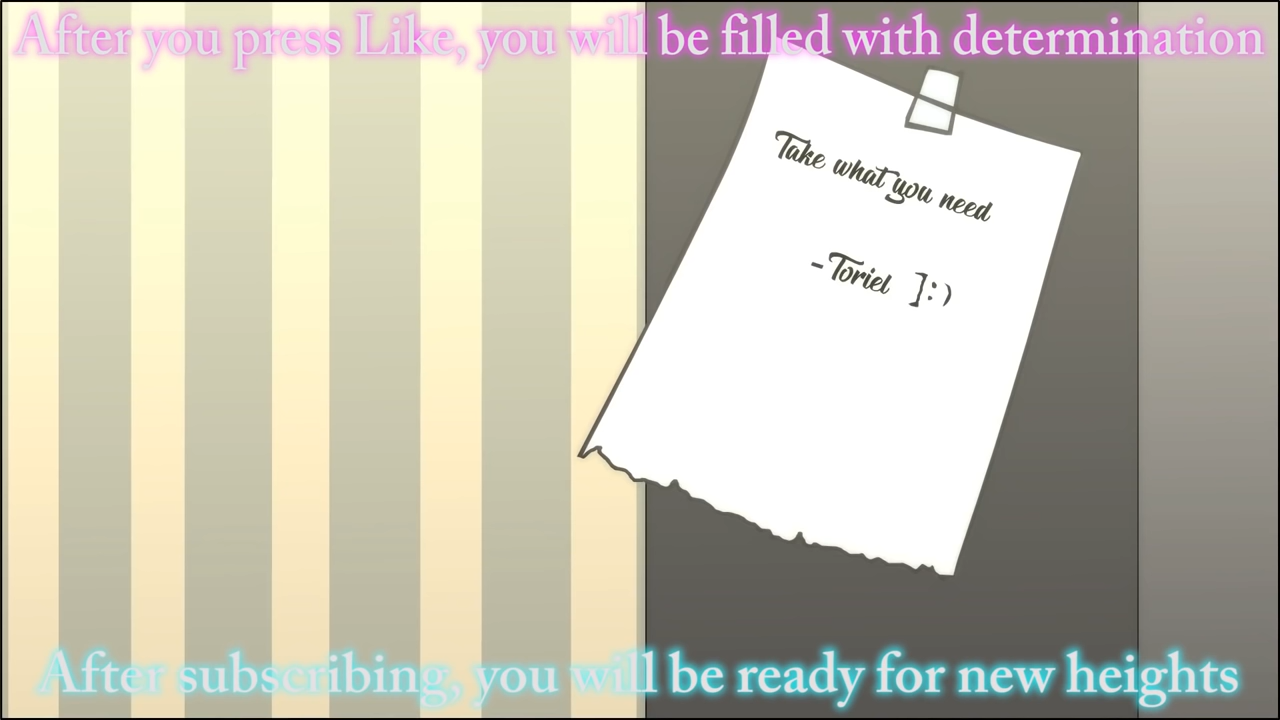 After you press Like, you will be filled with determination
Take what you need
-Toriel ]:)
After subscribing, you will be ready for new heights